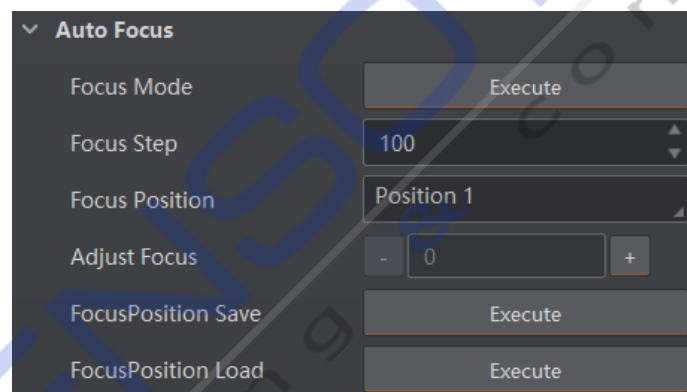 Auto Focus
Focus Mode Execute
Focus Step 100
Focus Position Position 1
Adjust Focus - 0 +
FocusPosition Save Execute
FocusPosition Load Execute